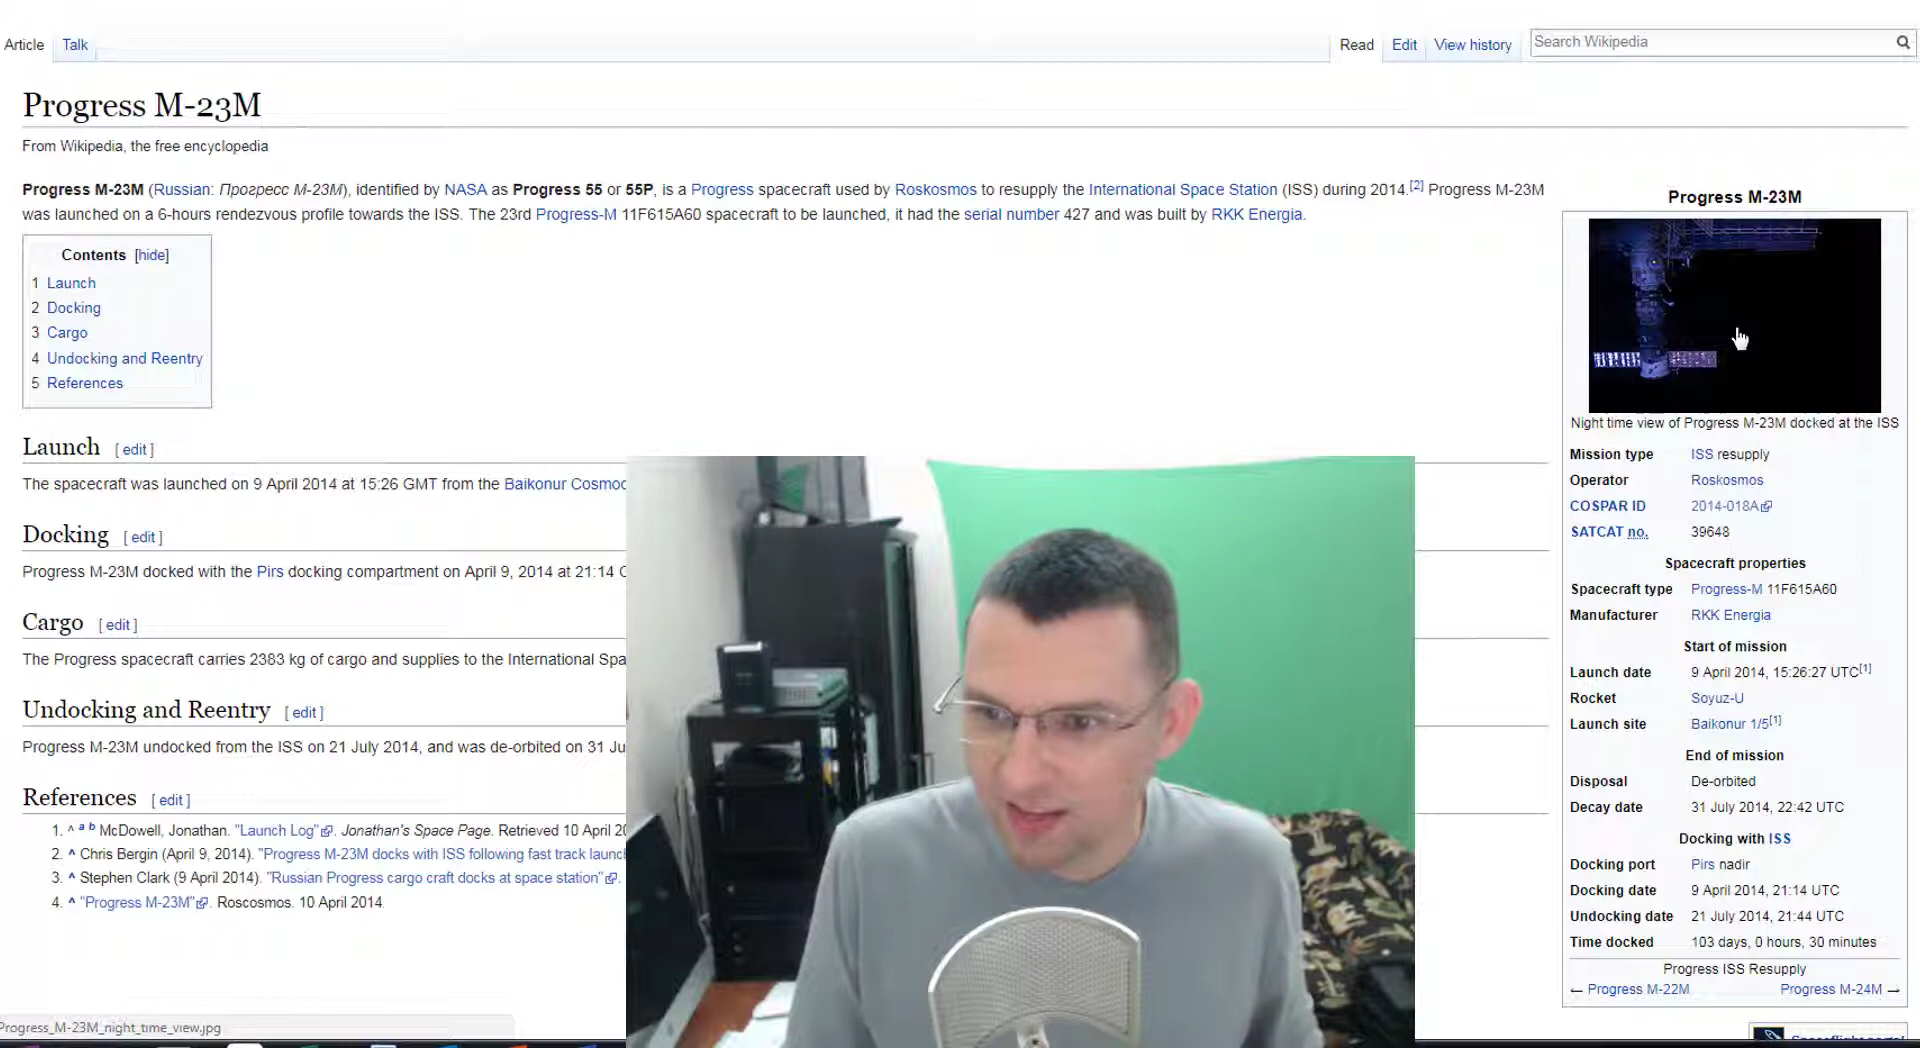 Article
Talk
Read
Edit
View history
Search Wikipedia
Progress M-23M
From Wikipedia, the free encyclopedia
Progress M-23M (Russian: Прогресс М-23М), identified by NASA as Progress 55 or 55P, is a Progress spacecraft used by Roskosmos to resupply the International Space Station (ISS) during 2014.[2] Progress M-23M
was launched on a 6-hours rendezvous profile towards the ISS. The 23rd Progress-M 11F615A60 spacecraft to be launched, it had the serial number 427 and was built by RKK Energia.
Contents [hide]
1 Launch
2 Docking
3 Cargo
4 Undocking and Reentry
5 References
Launch [ edit ]
The spacecraft was launched on 9 April 2014 at 15:26 GMT from the Baikonur
Docking [ edit ]
Progress M-23M docked with the Pirs docking compartment on April 9, 2014 at 21:14
Cargo [ edit ]
The Progress spacecraft carries 2383 kg of cargo and supplies to the International
Undocking and Reentry [ edit ]
Progress M-23M undocked from the ISS on 21 July 2014, and was de-orbited on 31
References [ edit ]
1. ^ a b McDowell, Jonathan. "Launch Log". Jonathan's Space Page. Retrieved 10 April
2. ^ Chris Bergin (April 9, 2014). "Progress M-23M docks with ISS following fast track
3. ^ Stephen Clark (9 April 2014). "Russian Progress cargo craft docks at space station".
4. ^ "Progress M-23M". Roscosmos. 10 April 2014.
Progress M-23M
Night time view of Progress M-23M docked at the ISS
Mission type ISS resupply
Operator Roskosmos
COSPAR ID 2014-018A
SATCAT no. 39648
Spacecraft properties
Spacecraft type Progress-M 11F615A60
Manufacturer RKK Energia
Start of mission
Launch date 9 April 2014, 15:26:27 UTC[1]
Rocket Soyuz-U
Launch site Baikonur 1/5[1]
End of mission
Disposal De-orbited
Decay date 31 July 2014, 22:42 UTC
Docking with ISS
Docking port Pirs nadir
Docking date 9 April 2014, 21:14 UTC
Undocking date 21 July 2014, 21:44 UTC
Time docked 103 days, 0 hours, 30 minutes
Progress ISS Resupply
← Progress M-22M Progress M-24M →
Progress_M-23M_night_time_view.jpg